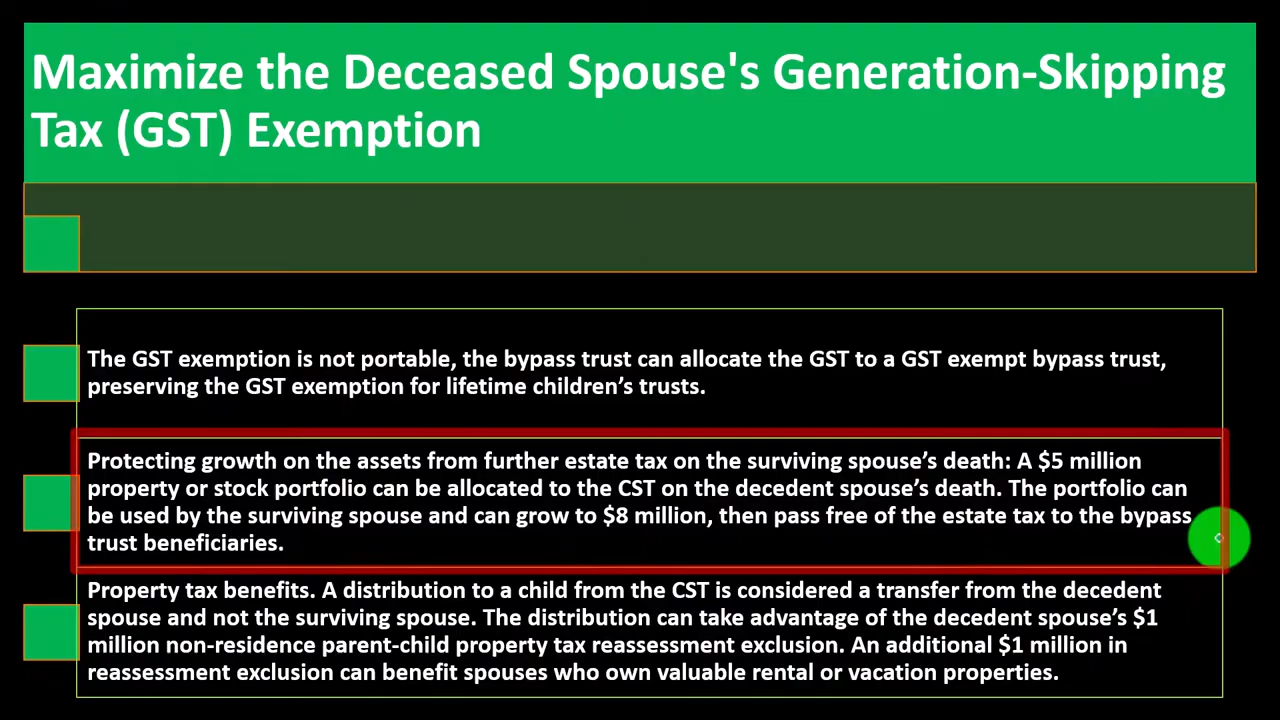 Maximize the Deceased Spouse's Generation-Skipping
Tax (GST) Exemption
The GST exemption is not portable, the bypass trust can allocate the GST to a GST exempt bypass trust,
preserving the GST exemption for lifetime children’s trusts.
Protecting growth on the assets from further estate tax on the surviving spouse’s death: A $5 million
property or stock portfolio can be allocated to the CST on the decedent spouse’s death. The portfolio can
be used by the surviving spouse and can grow to $8 million, then pass free of the estate tax to the bypass
trust beneficiaries.
Property tax benefits. A distribution to a child from the CST is considered a transfer from the decedent
spouse and not the surviving spouse. The distribution can take advantage of the decedent spouse’s $1
million non-residence parent-child property tax reassessment exclusion. An additional $1 million in
reassessment exclusion can benefit spouses who own valuable rental or vacation properties.